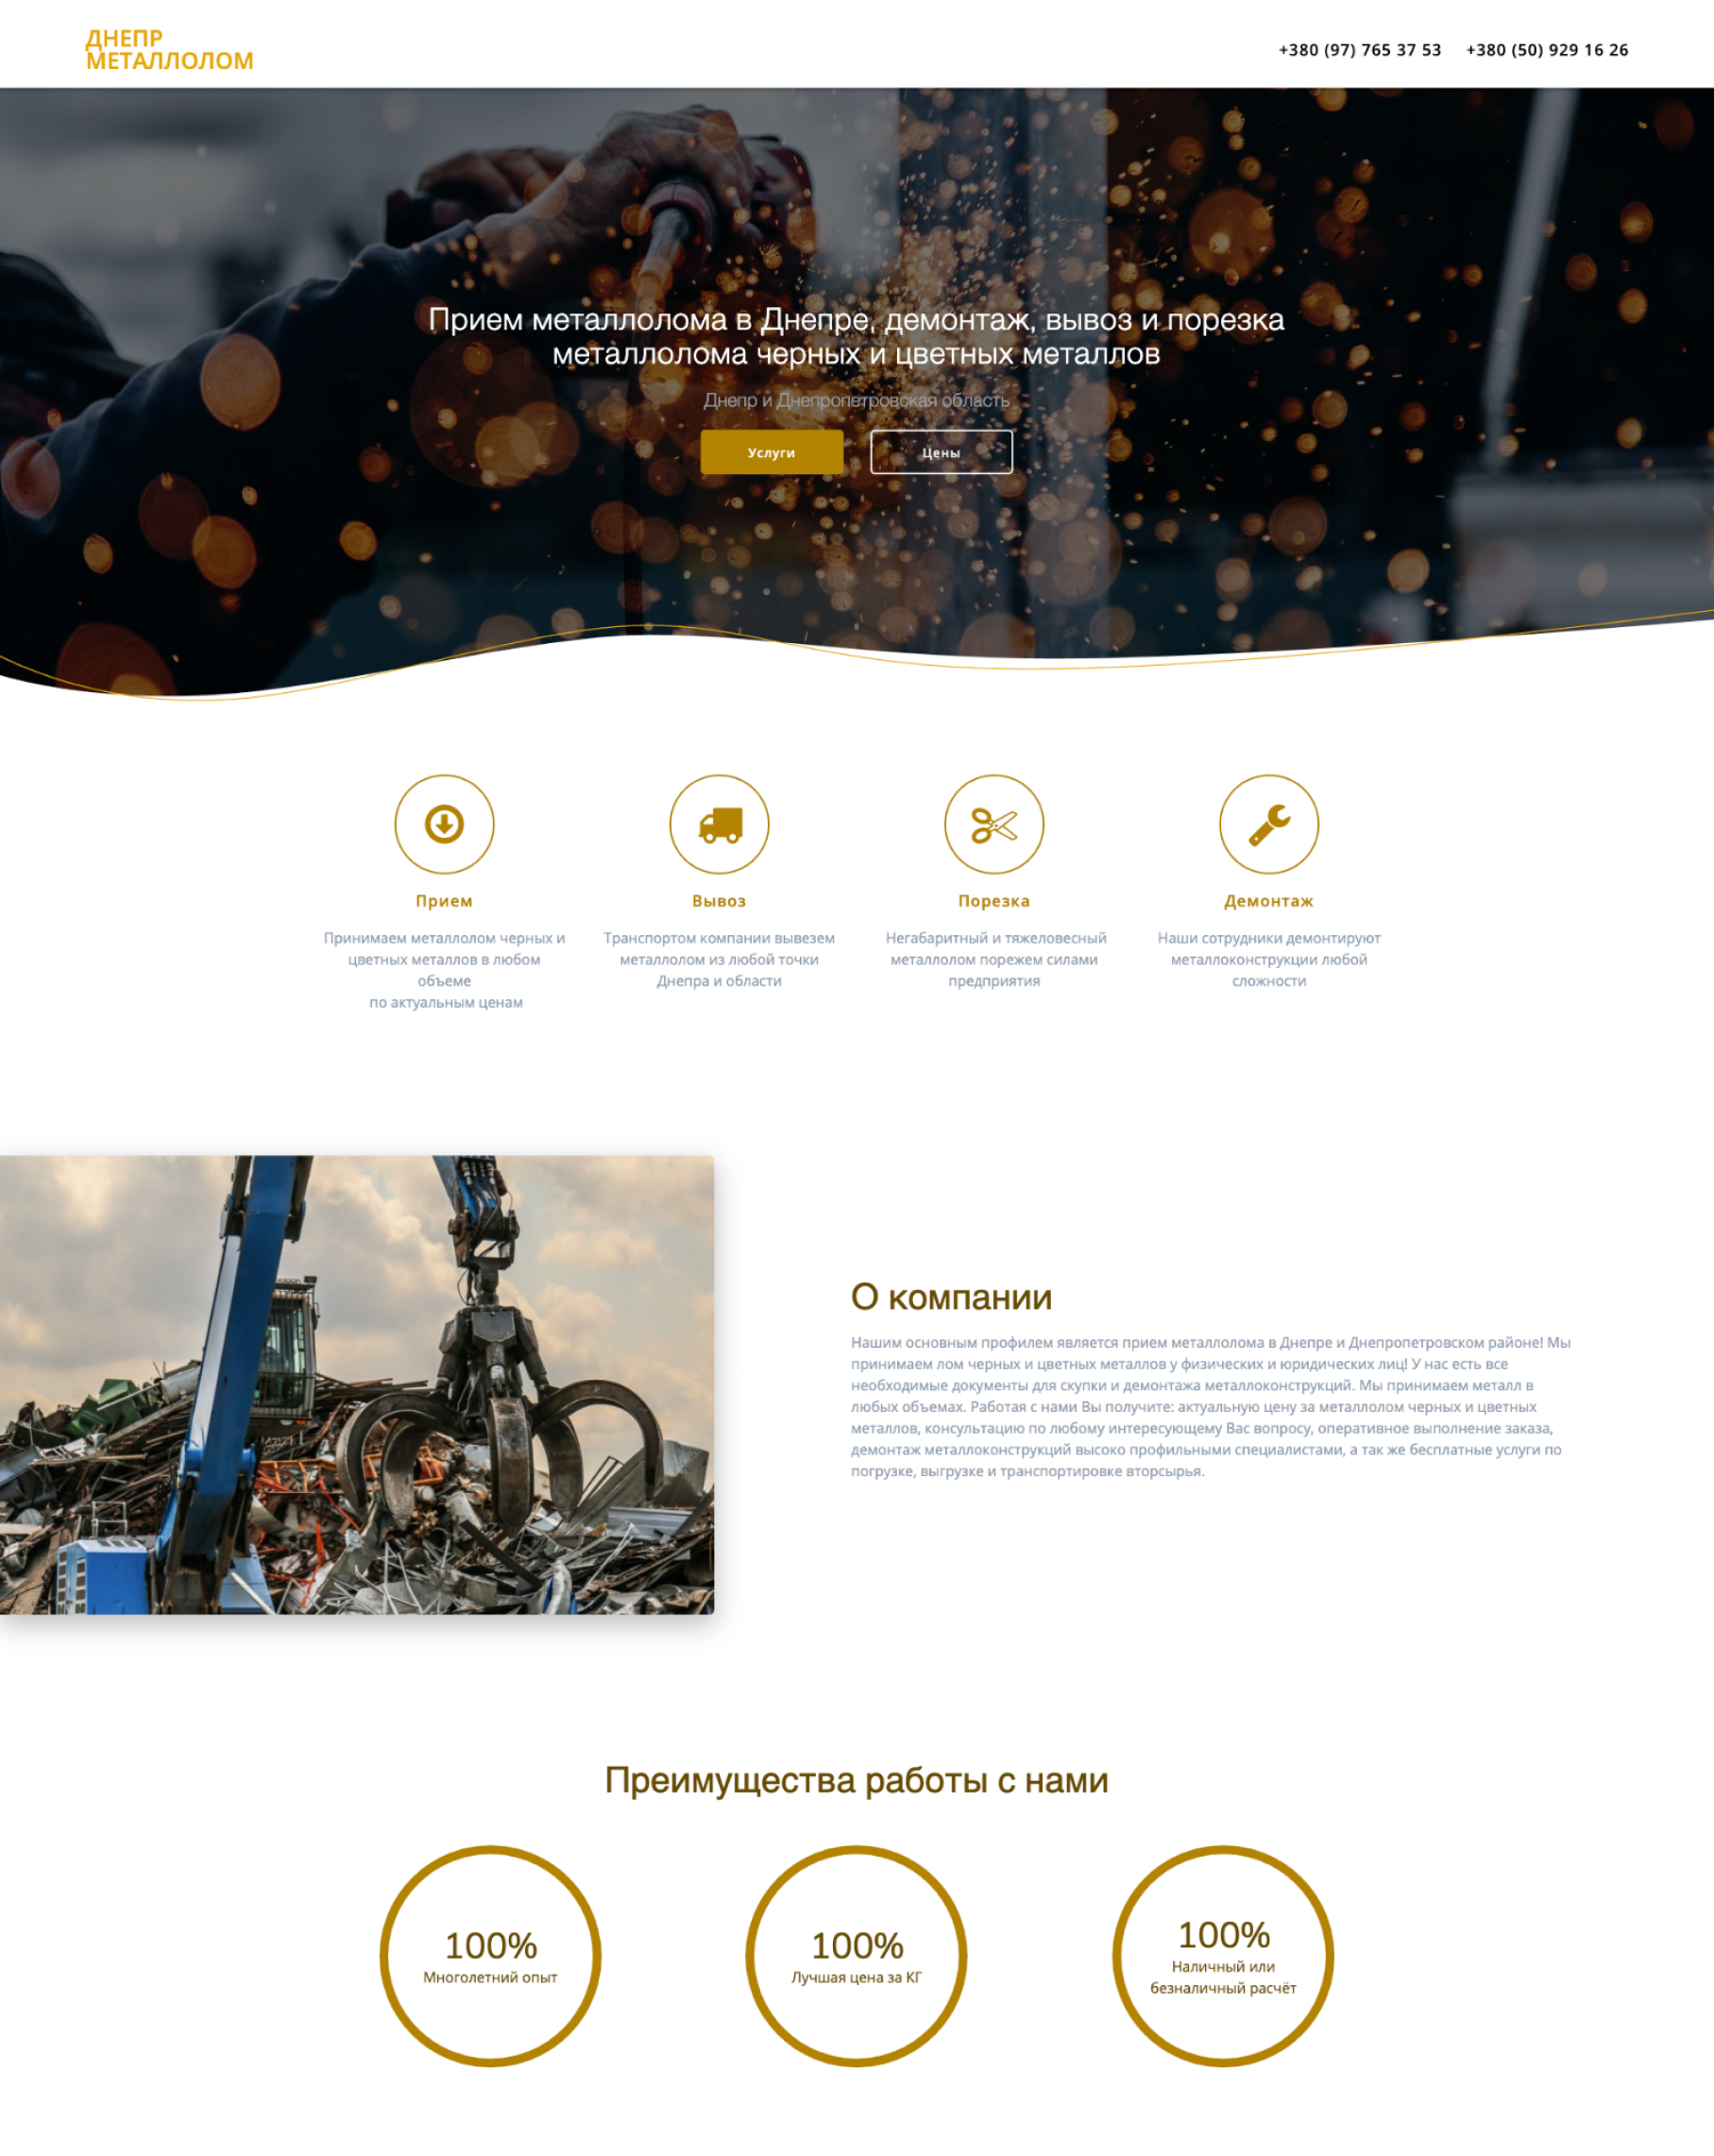 ДНЕПР
МЕТАЛЛОЛОМ
+380 (97) 765 37 53 +380 (50) 929 16 26
Прием металлолома в Днепре, демонтаж, вывоз и порезка
металлолома черных и цветных металлов
Днепр и Днепропетровская область
Услуги Цены
Прием
Принимаем металлолом черных и
цветных металлов в любом
объеме
по актуальным ценам
Вывоз
Транспортом компании вывезем
металлолом из любой точки
Днепра и области
Порезка
Негабаритный и тяжеловесный
металлолом порежем силами
предприятия
Демонтаж
Наши сотрудники демонтируют
металлоконструкции любой
сложности
О компании
Нашим основным профилем является прием металлолома в Днепре и Днепропетровском районе! Мы
принимаем лом черных и цветных металлов у физических и юридических лиц! У нас есть все
необходимые документы для скупки и демонтажа металлоконструкций. Мы принимаем металл в
любых объемах. Работая с нами Вы получите: актуальную цену за металлолом черных и цветных
металлов, консультацию по любому интересующему Вас вопросу, оперативное выполнение заказа,
демонтаж металлоконструкций высоко профильными специалистами, а так же бесплатные услуги по
погрузке, выгрузке и транспортировке вторсырья.
Преимущества работы с нами
100%
Многолетний опыт
100%
Лучшая цена за КГ
100%
Наличный или
безналичный расчёт